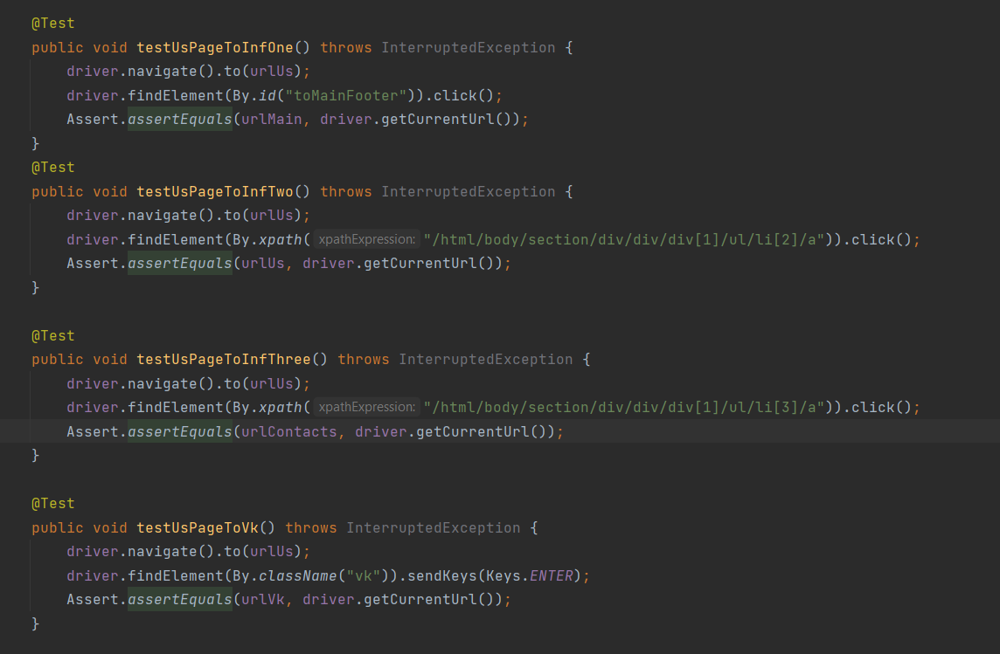 @Test
public void testUsPageToInfOne() throws InterruptedException {
    driver.navigate().to(urlUs);
    driver.findElement(By.id("toMainFooter")).click();
    Assert.assertEquals(urlMain, driver.getCurrentUrl());
}
@Test
public void testUsPageToInfTwo() throws InterruptedException {
    driver.navigate().to(urlUs);
    driver.findElement(By.xpath( xpathExpression: "/html/body/section/div/div/div[1]/ul/li[2]/a")).click();
    Assert.assertEquals(urlUs, driver.getCurrentUrl());
}
@Test
public void testUsPageToInfThree() throws InterruptedException {
    driver.navigate().to(urlUs);
    driver.findElement(By.xpath( xpathExpression: "/html/body/section/div/div/div[1]/ul/li[3]/a")).click();
    Assert.assertEquals(urlContacts, driver.getCurrentUrl());
}
@Test
public void testUsPageToVk() throws InterruptedException {
    driver.navigate().to(urlUs);
    driver.findElement(By.className("vk")).sendKeys(Keys.ENTER);
    Assert.assertEquals(urlVk, driver.getCurrentUrl());
}